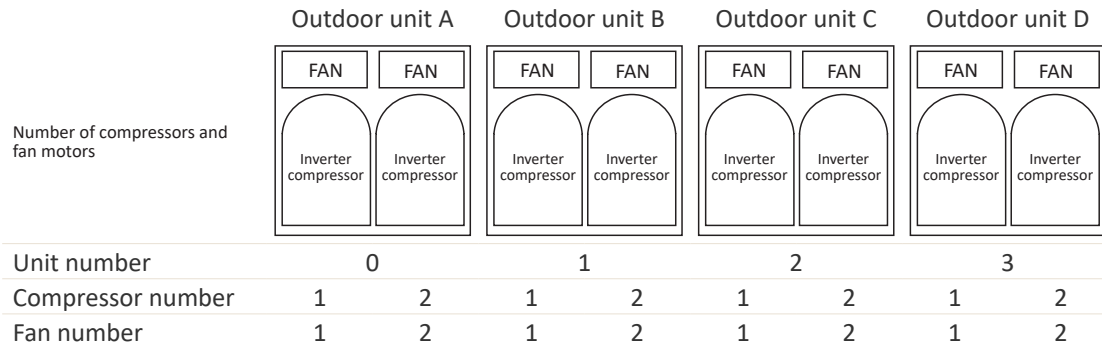 Outdoor unit A Outdoor unit B Outdoor unit C Outdoor unit D
FAN FAN FAN FAN FAN FAN FAN FAN
Number of compressors and
fan motors
Inverter Inverter Inverter Inverter Inverter Inverter Inverter Inverter
compressor compressor compressor compressor compressor compressor compressor compressor
Unit number 0 1 2 3
Compressor number 1 2 1 2 1 2 1 2
Fan number 1 2 1 2 1 2 1 2